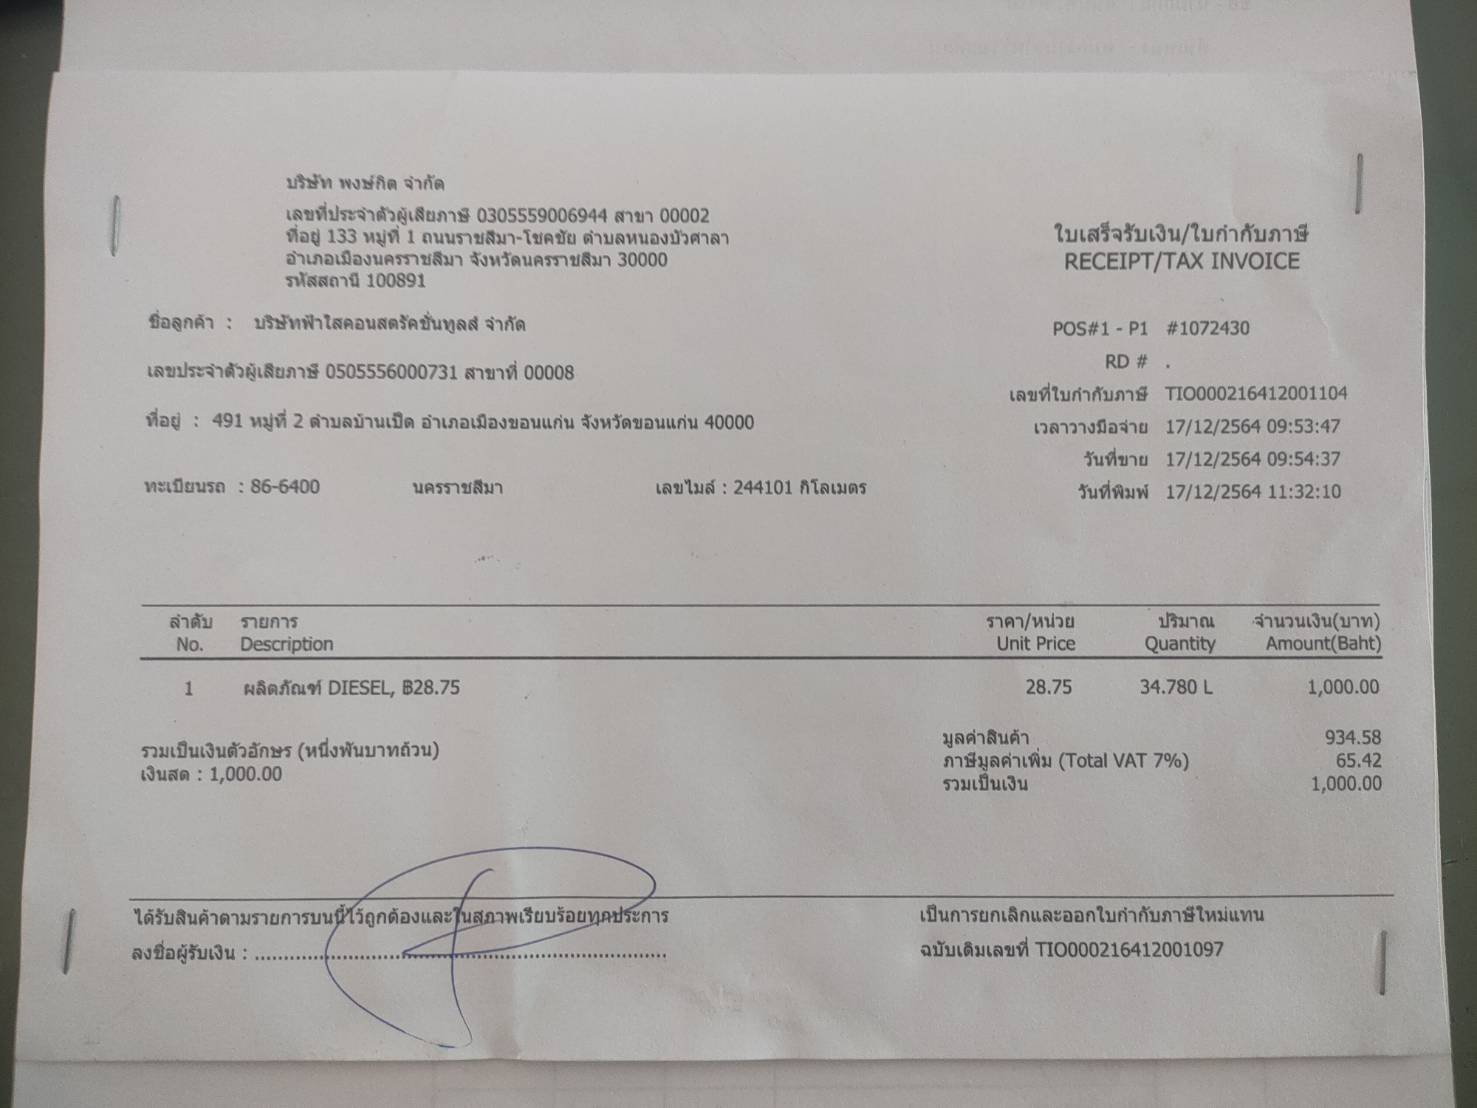 บริษัท พงษ์กิต จำกัด
เลขที่ประจำตัวผู้เสียภาษี 0305559006944 สาขา 00002
ที่อยู่ 133 หมู่ที่ 1 ถนนราชสีมา-โชคชัย ตำบลหนองบัวศาลา
อำเภอเมืองนครราชสีมา จังหวัดนครราชสีมา 30000
รหัสสถานี 100891
ใบเสร็จรับเงิน/ใบกำกับภาษี
RECEIPT/TAX INVOICE
ชื่อลูกค้า : บริษัทฟ้าใสคอนสตรัคชั่นทูลส์ จำกัด
เลขประจำตัวผู้เสียภาษี 0505556000731 สาขาที่ 00008
ที่อยู่ : 491 หมู่ที่ 2 ตำบลบ้านเป็ด อำเภอเมืองขอนแก่น จังหวัดขอนแก่น 40000
ทะเบียนรถ : 86-6400 นครราชสีมา เลขไมล์ : 244101 กิโลเมตร
POS#1 - P1 #1072430
RD # .
เลขที่ใบกำกับภาษี TIO000216412001104
เวลาวางมือจ่าย 17/12/2564 09:53:47
วันที่ขาย 17/12/2564 09:54:37
วันที่พิมพ์ 17/12/2564 11:32:10
ลำดับ รายการ ราคา/หน่วย ปริมาณ จำนวนเงิน(บาท)
No. Description Unit Price Quantity Amount(Baht)
1 ผลิตภัณฑ์ DIESEL, ฿28.75 28.75 34.780 L 1,000.00
รวมเป็นเงินตัวอักษร (หนึ่งพันบาทถ้วน)
เงินสด : 1,000.00
มูลค่าสินค้า 934.58
ภาษีมูลค่าเพิ่ม (Total VAT 7%) 65.42
รวมเป็นเงิน 1,000.00
ได้รับสินค้าตามรายการบนนี้ไว้ถูกต้องและในสภาพเรียบร้อยทุกประการ
ลงชื่อผู้รับเงิน : ....................................................................
เป็นการยกเลิกและออกใบกำกับภาษีใหม่แทน
ฉบับเดิมเลขที่ TIO000216412001097